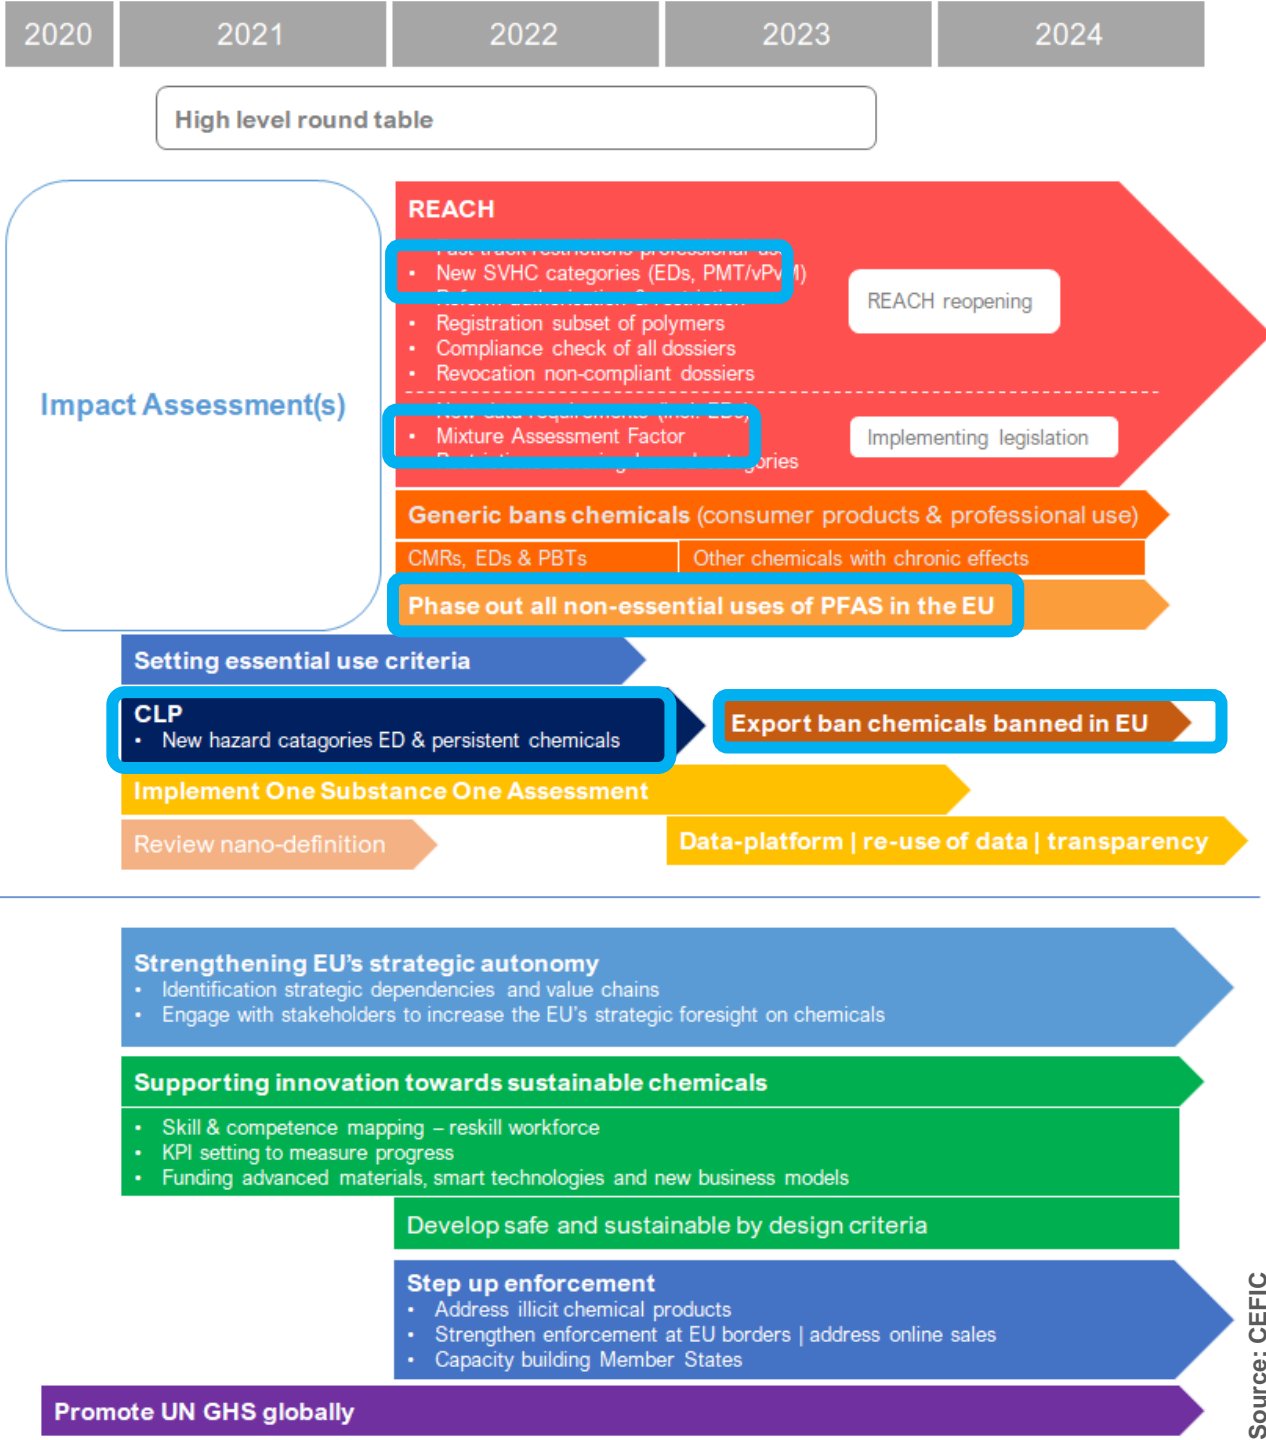 2020 2021 2022 2023 2024
High level round table
REACH
• New SVHC categories (EDs, PMT/vPvM)
REACH reopening
• Registration subset of polymers
• Compliance check of all dossiers
• Revocation non-compliant dossiers
Impact Assessment(s)
• Mixture Assessment Factor
Implementing legislation
Generic bans chemicals (consumer products & professional use)
CMRs, EDs & PBTs
Other chemicals with chronic effects
Phase out all non-essential uses of PFAS in the EU
Setting essential use criteria
CLP
• New hazard catagories ED & persistent chemicals
Export ban chemicals banned in EU
Implement One Substance One Assessment
Review nano-definition
Data-platform | re-use of data | transparency
Strengthening EU's strategic autonomy
• Identification strategic dependencies and value chains
• Engage with stakeholders to increase the EU's strategic foresight on chemicals
Supporting innovation towards sustainable chemicals
• Skill & competence mapping – reskill workforce
• KPI setting to measure progress
• Funding advanced materials, smart technologies and new business models
Develop safe and sustainable by design criteria
Step up enforcement
• Address illicit chemical products
• Strengthen enforcement at EU borders | address online sales
• Capacity building Member States
Promote UN GHS globally
Source: CEFIC